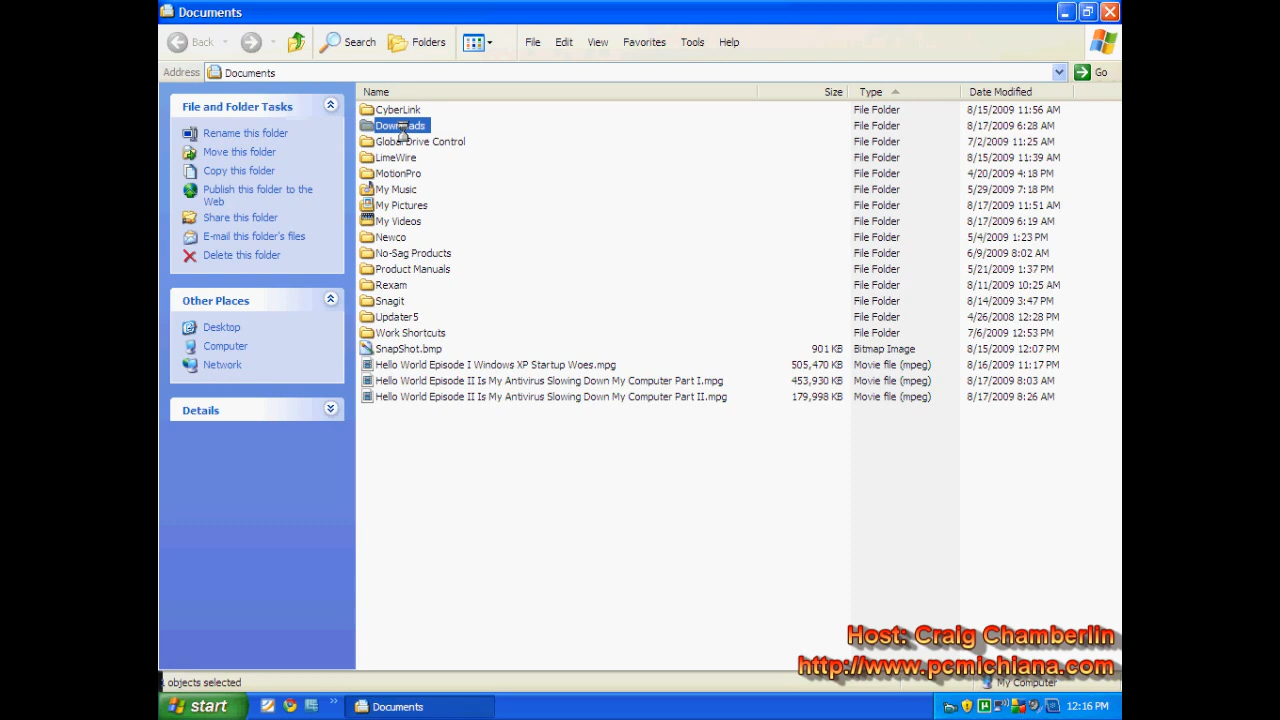 Documents
Back
Search
Folders
File Edit View Favorites Tools Help
Address Documents Go
File and Folder Tasks
Rename this folder
Move this folder
Copy this folder
Publish this folder to the
Web
Share this folder
E-mail this folder's files
Delete this folder
Other Places
Desktop
Computer
Network
Details
Name Size Type Date Modified
CyberLink File Folder 8/15/2009 11:56 AM
Downloads File Folder 8/17/2009 6:28 AM
Global Drive Control File Folder 7/2/2009 11:25 AM
LimeWire File Folder 8/15/2009 11:39 AM
MotionPro File Folder 4/20/2009 4:18 PM
My Music File Folder 5/29/2009 7:18 PM
My Pictures File Folder 8/17/2009 11:51 AM
My Videos File Folder 8/17/2009 6:19 AM
Newco File Folder 5/4/2009 1:23 PM
No-Sag Products File Folder 6/9/2009 8:02 AM
Product Manuals File Folder 5/21/2009 1:37 PM
Rexam File Folder 8/11/2009 10:25 AM
Snagit File Folder 8/14/2009 3:47 PM
Updater5 File Folder 4/26/2008 12:28 PM
Work Shortcuts File Folder 7/6/2009 12:53 PM
SnapShot.bmp 901 KB Bitmap Image 8/15/2009 12:07 PM
Hello World Episode I Windows XP Startup Woes.mpg 505,470 KB Movie file (mpeg) 8/16/2009 11:17 PM
Hello World Episode II Is My Antivirus Slowing Down My Computer Part I.mpg 453,930 KB Movie file (mpeg) 8/17/2009 8:03 AM
Hello World Episode II Is My Antivirus Slowing Down My Computer Part II.mpg 179,998 KB Movie file (mpeg) 8/17/2009 8:26 AM
Host: Craig Chamberlin
http://www.pcmichiana.com
objects selected My Computer
start Documents 12:16 PM